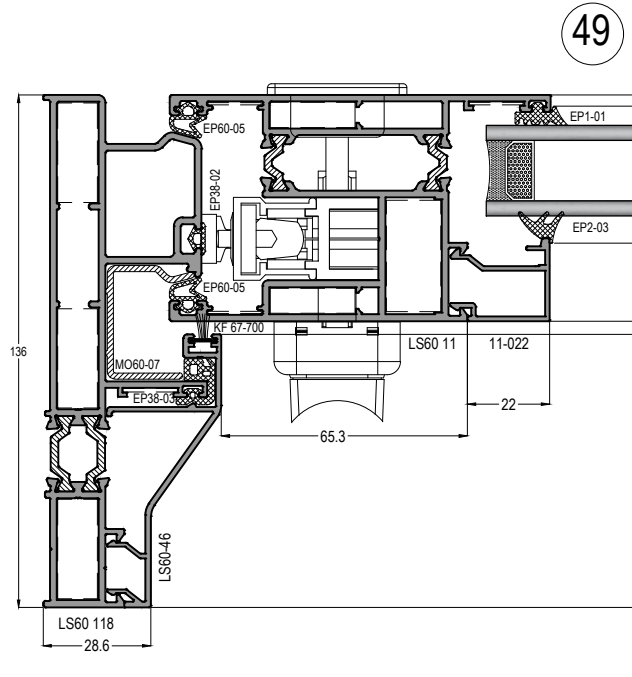 49
EP1-01
EP60-05
EP38-02
EP2-03
EP60-05
KF 67-700
LS60 11
11-022
136
MO60-07
EP38-03
22
65.3
LS60-46
LS60 118
28.6